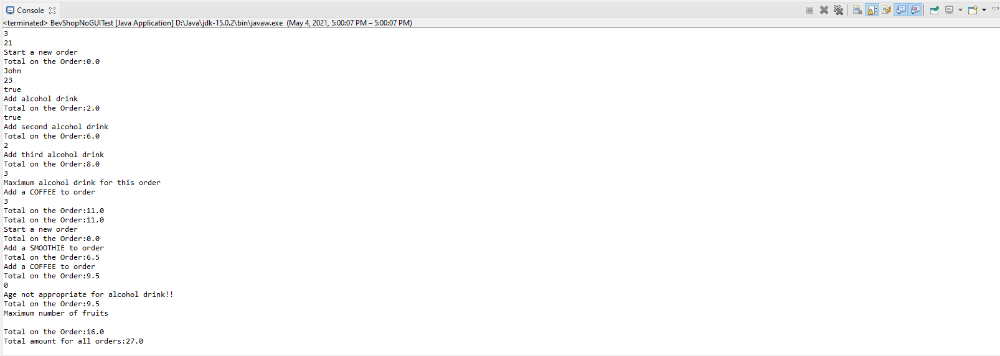 Console
<terminated> BevShopNoGUITest [Java Application] D:\Java\jdk-15.0.2\bin\javaw.exe (May 4, 2021, 5:00:07 PM – 5:00:07 PM)
3
21
Start a new order
Total on the Order:0.0
John
23
true
Add alcohol drink
Total on the Order:2.0
true
Add second alcohol drink
Total on the Order:6.0
2
Add third alcohol drink
Total on the Order:8.0
3
Maximum alcohol drink for this order
Add a COFFEE to order
3
Total on the Order:11.0
Total on the Order:11.0
Start a new order
Total on the Order:0.0
Add a SMOOTHIE to order
Total on the Order:6.5
Add a COFFEE to order
Total on the Order:9.5
0
Age not appropriate for alcohol drink!!
Total on the Order:9.5
Maximum number of fruits
Total on the Order:16.0
Total amount for all orders:27.0